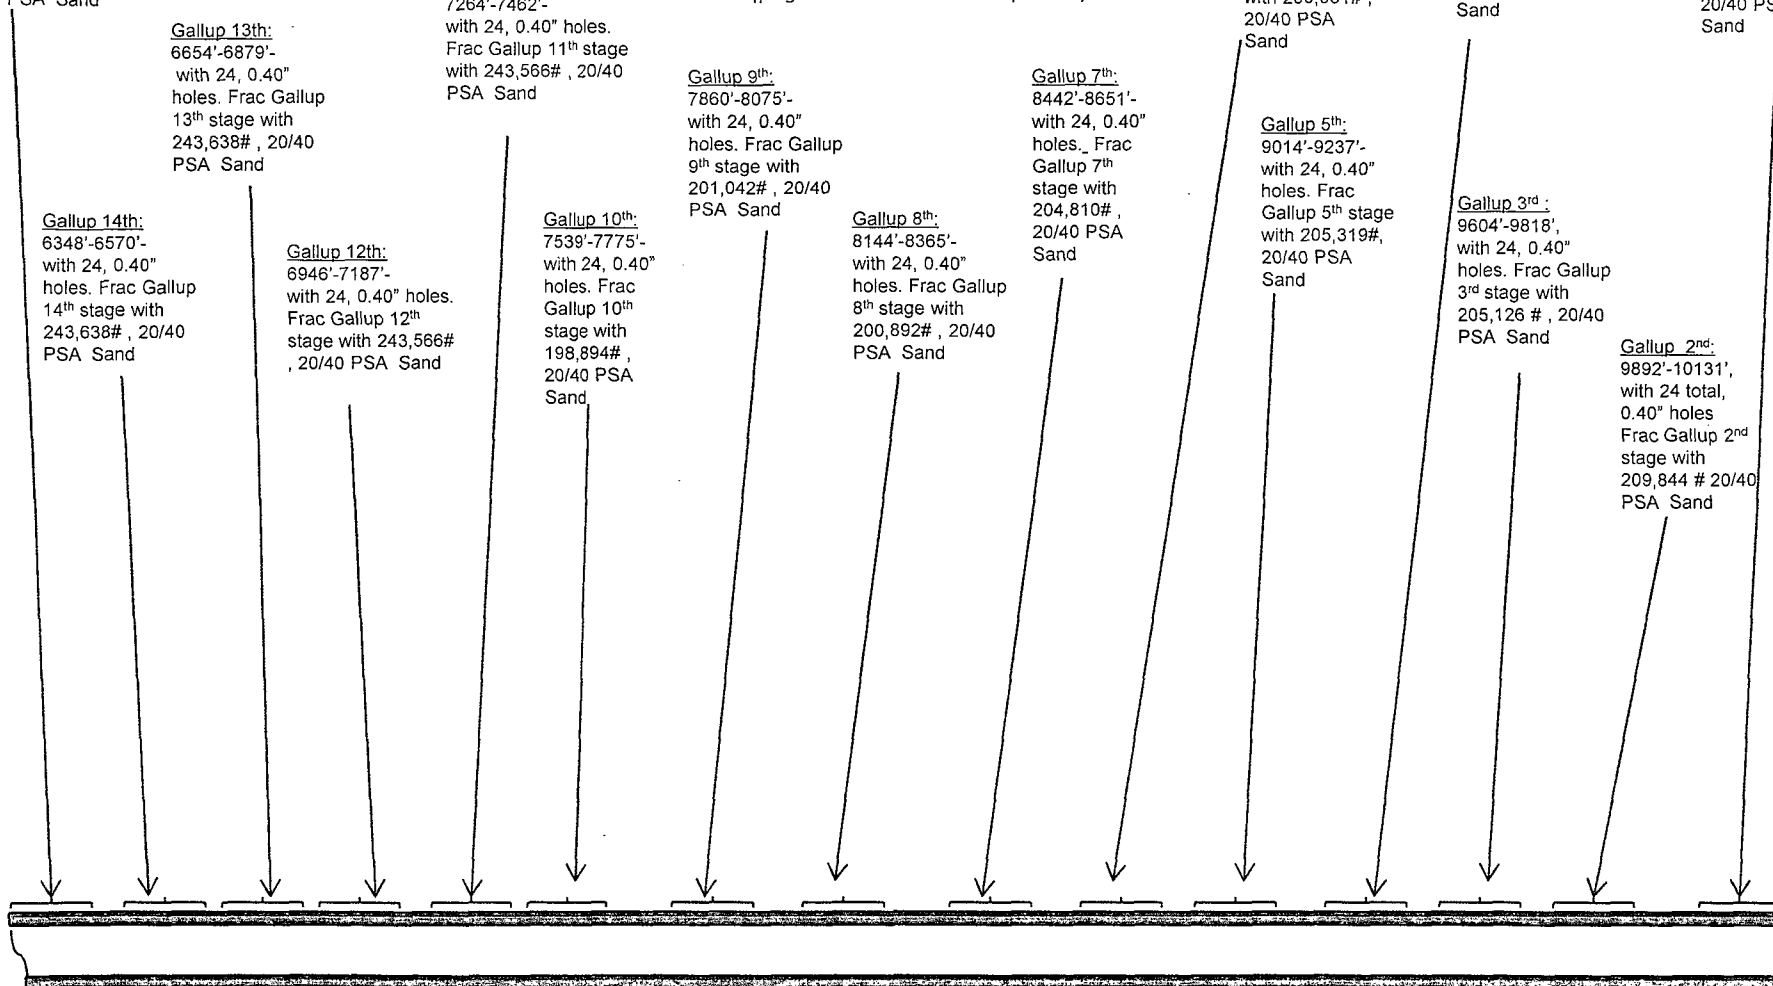 PSA Sand
Gallup 13th:
6654'-6879'-
with 24, 0.40"
holes. Frac Gallup
13th stage with
243,638# , 20/40
PSA Sand
7264'-7462'-
with 24, 0.40" holes.
Frac Gallup 11th stage
with 243,566# , 20/40
PSA Sand
Gallup 9th:
7860'-8075'-
with 24, 0.40"
holes. Frac Gallup
9th stage with
201,042# , 20/40
PSA Sand
Gallup 7th:
8442'-8651'-
with 24, 0.40"
holes. Frac
Gallup 7th
stage with
204,810# ,
20/40 PSA
Sand
20/40 PSA
Sand
Gallup 5th:
9014'-9237'-
with 24, 0.40"
holes. Frac
Gallup 5th stage
with 205,319#,
20/40 PSA
Sand
Sand
20/40 PS
Sand
Gallup 14th:
6348'-6570'-
with 24, 0.40"
holes. Frac Gallup
14th stage with
243,638# , 20/40
PSA Sand
Gallup 12th:
6946'-7187'-
with 24, 0.40" holes.
Frac Gallup 12th
stage with 243,566#
, 20/40 PSA Sand
Gallup 10th:
7539'-7775'-
with 24, 0.40"
holes. Frac
Gallup 10th
stage with
198,894# ,
20/40 PSA
Sand
Gallup 8th:
8144'-8365'-
with 24, 0.40"
holes. Frac Gallup
8th stage with
200,892# , 20/40
PSA Sand
Gallup 3rd :
9604'-9818',
with 24, 0.40"
holes. Frac Gallup
3rd stage with
205,126 # , 20/40
PSA Sand
Gallup 2nd:
9892'-10131',
with 24 total,
0.40" holes
Frac Gallup 2nd
stage with
209,844 # 20/40
PSA Sand